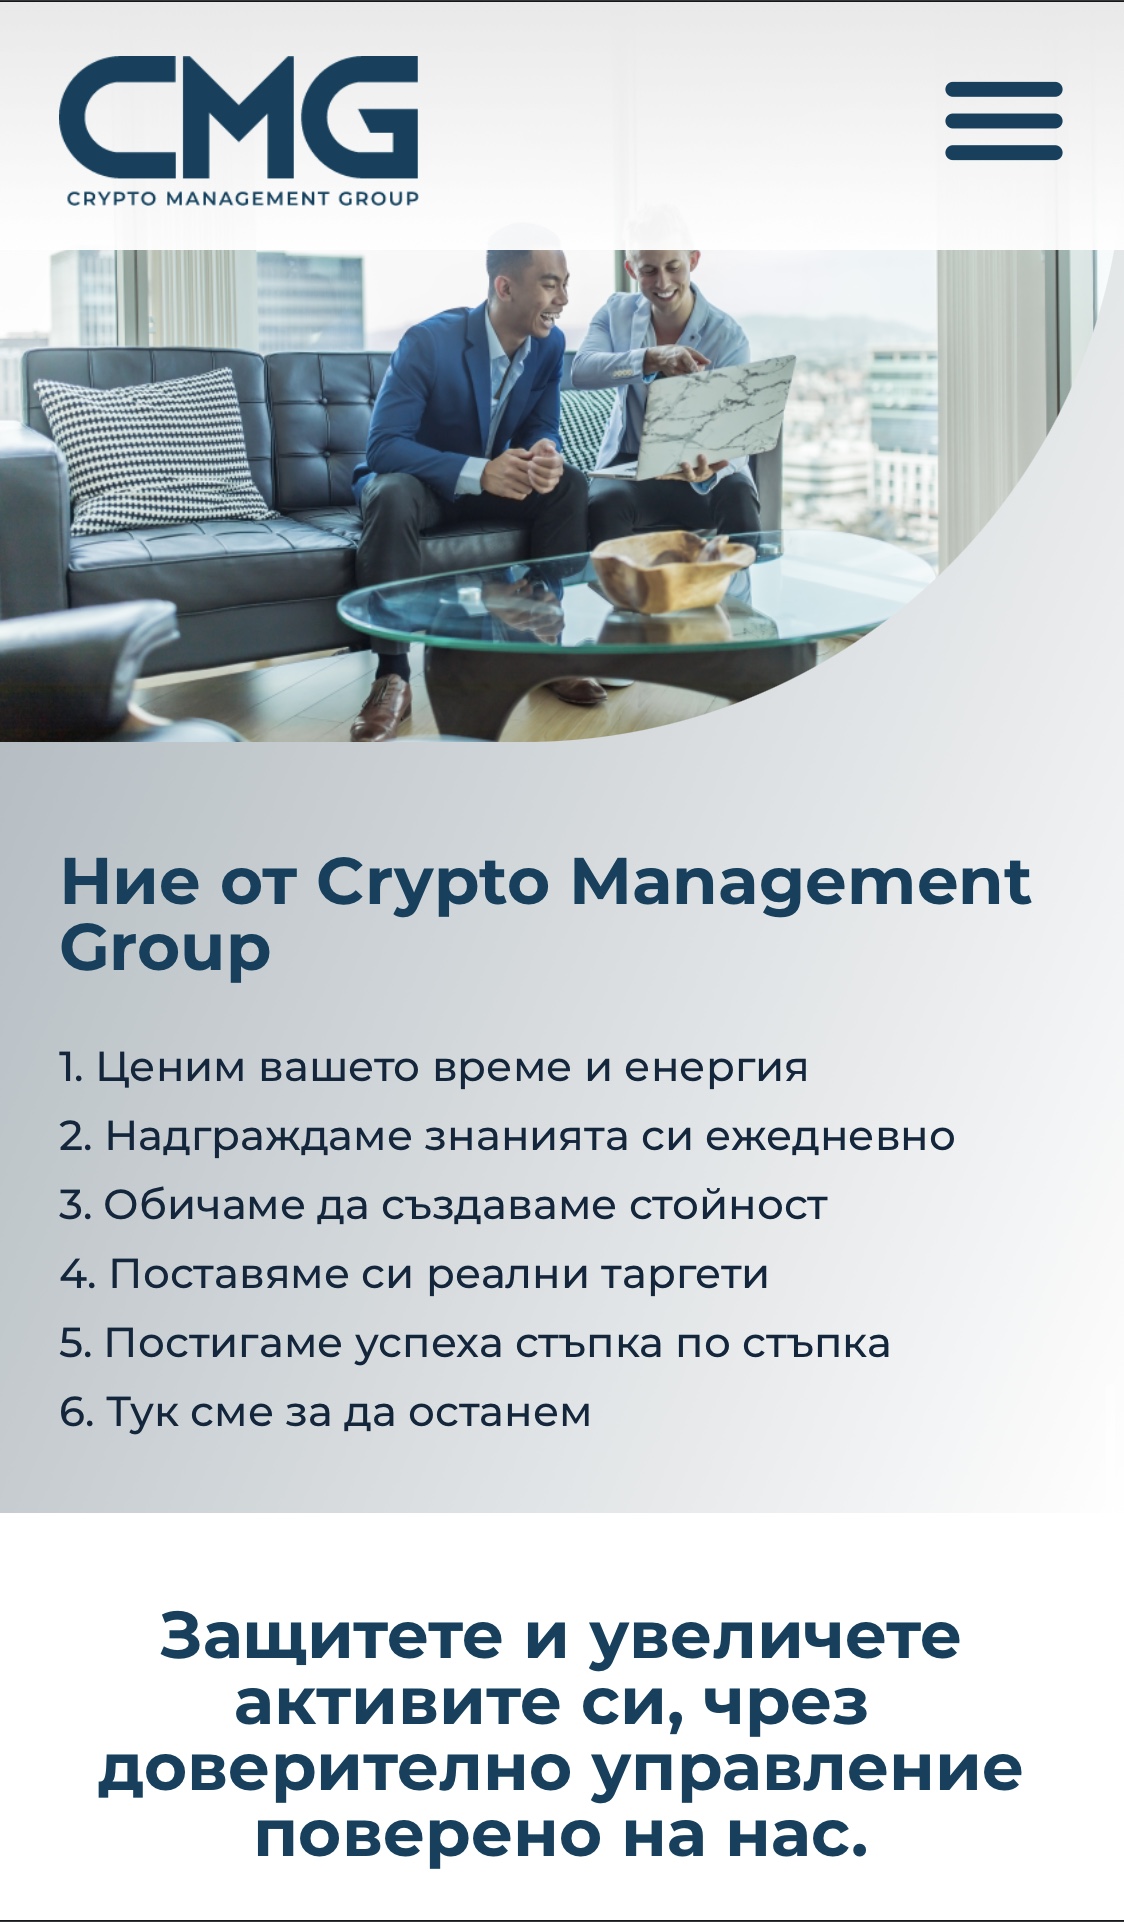 CMG
CRYPTO MANAGEMENT GROUP
Ние от Crypto Management
Group
1. Ценим вашето време и енергия
2. Надграждаме знанията си ежедневно
3. Обичаме да създаваме стойност
4. Поставяме си реални таргети
5. Постигаме успеха стъпка по стъпка
6. Тук сме за да останем
Защитете и увеличете
активите си, чрез
доверително управление
поверено на нас.